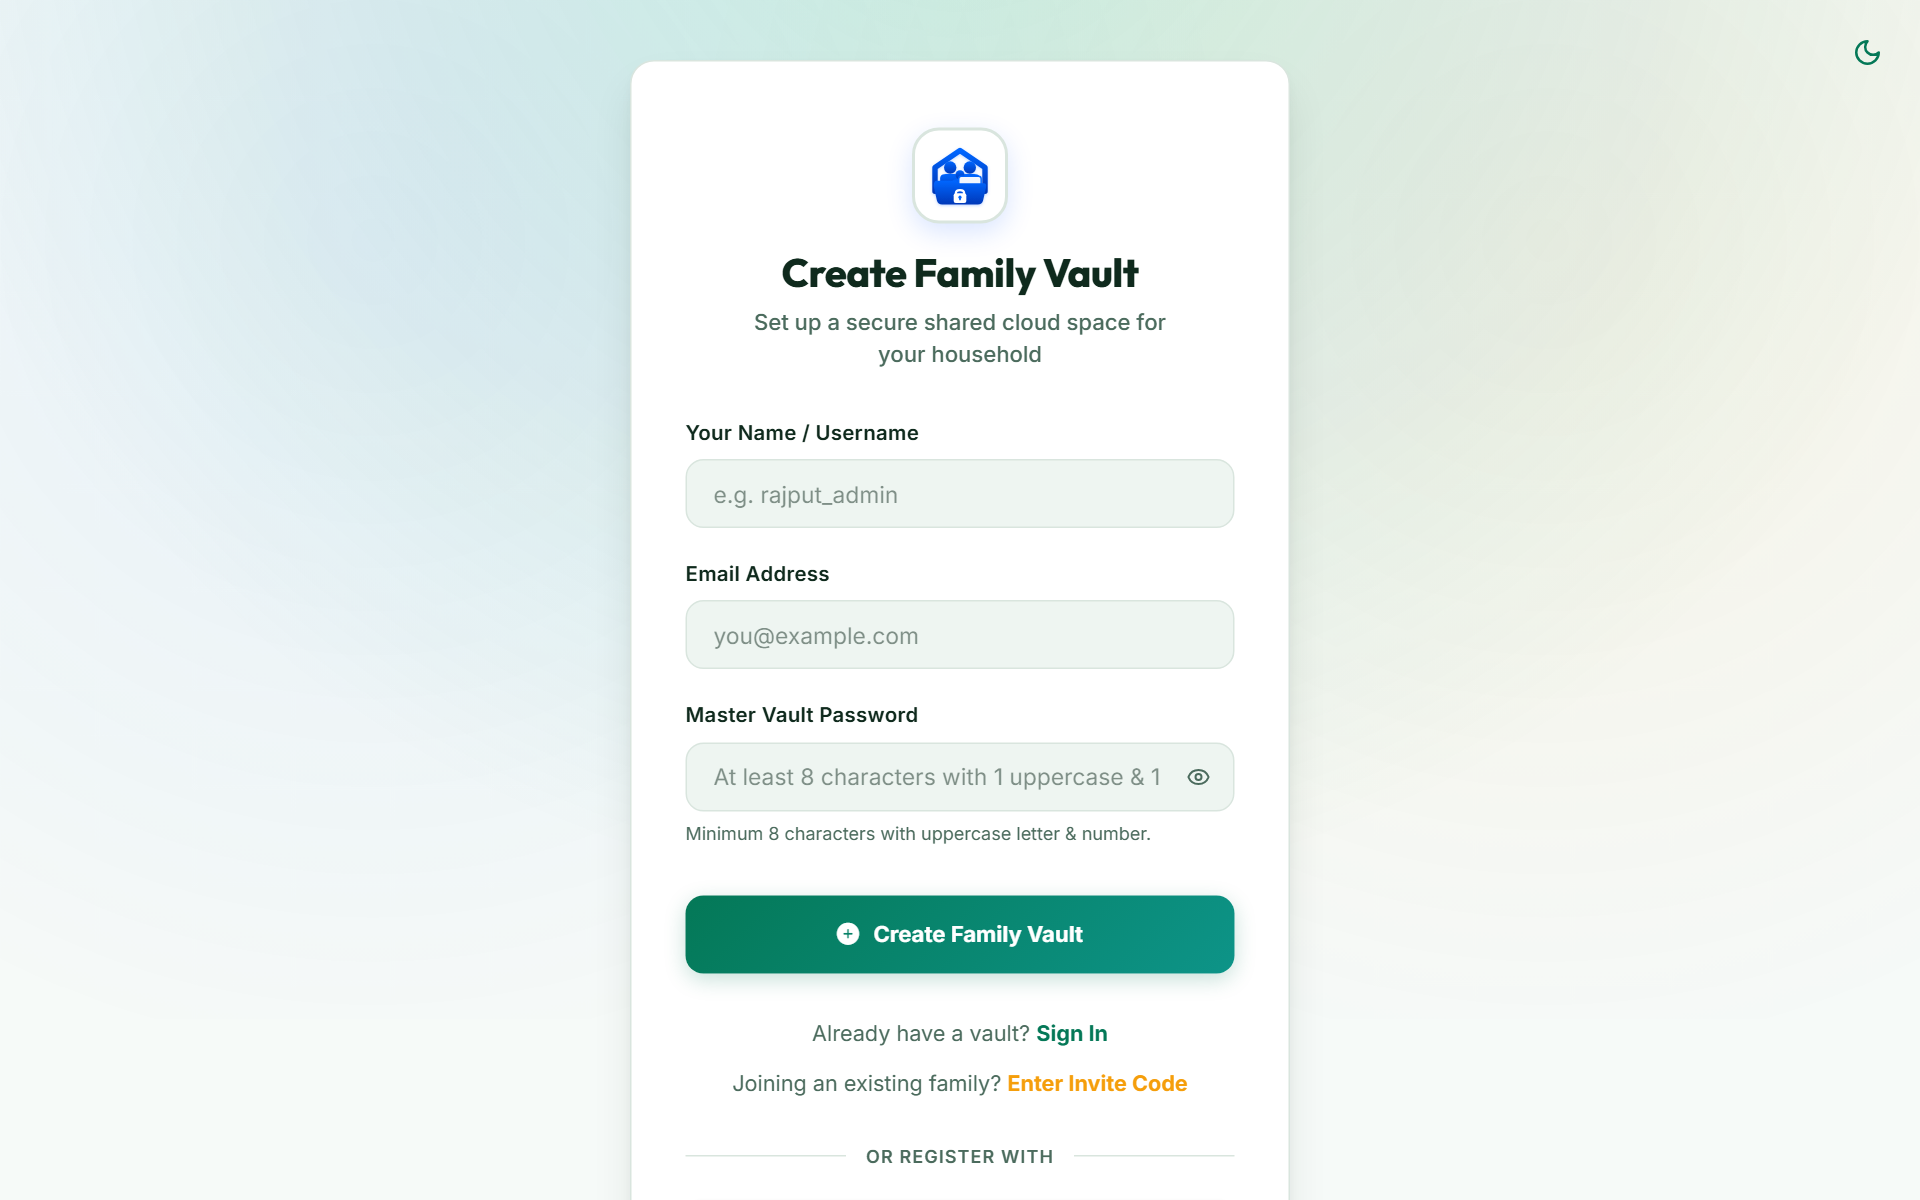 Create Family Vault
Set up a secure shared cloud space for
your household
Your Name / Username
e.g. rajput_admin
Email Address
you@example.com
Master Vault Password
At least 8 characters with 1 uppercase & 1
Minimum 8 characters with uppercase letter & number.
Create Family Vault
Already have a vault? Sign In
Joining an existing family? Enter Invite Code
OR REGISTER WITH